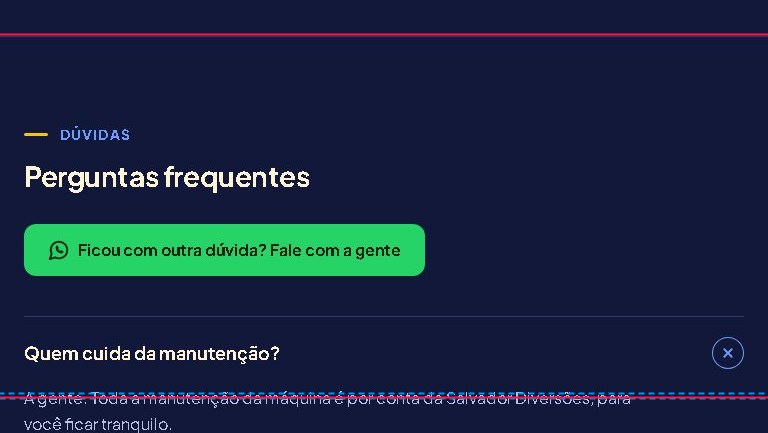 DÚVIDAS
Perguntas frequentes
Ficou com outra dúvida? Fale com a gente
Quem cuida da manutenção?
A gente. Toda a manutenção da máquina é por conta da Salvador Diversões, para
você ficar tranquilo.